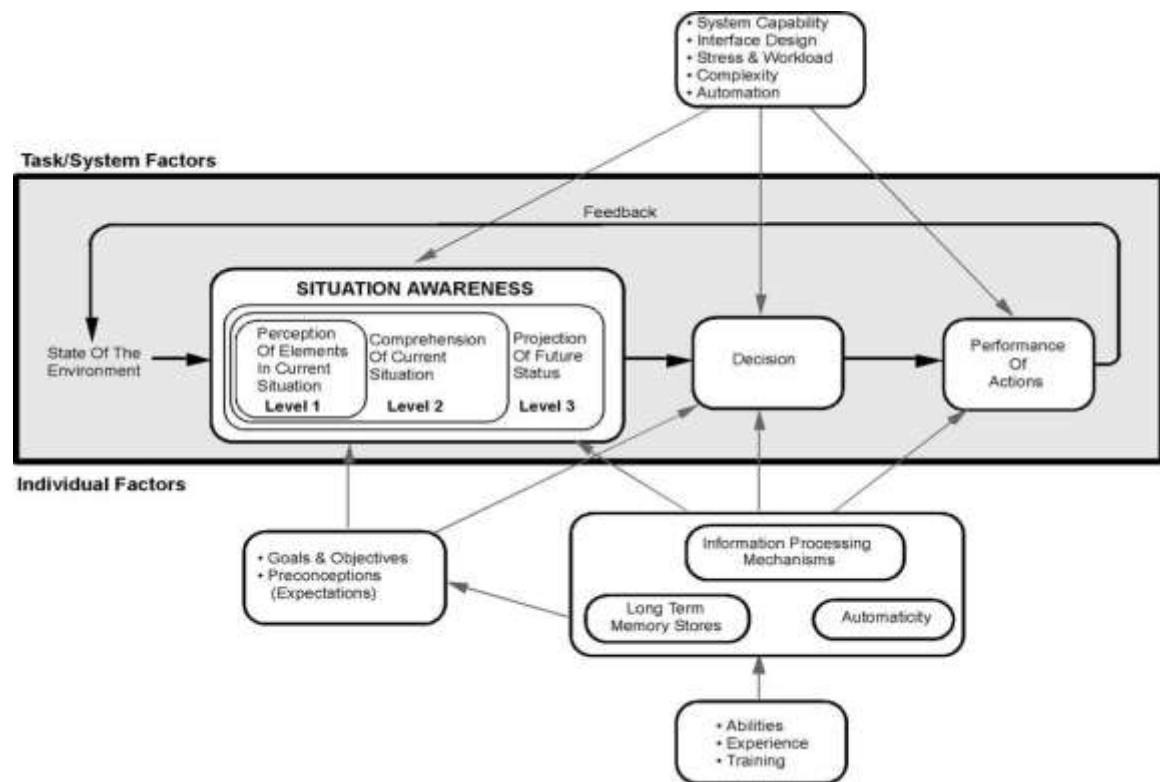 • System Capability
• Interface Design
• Stress & Workload
• Complexity
• Automation
Task/System Factors
Feedback
SITUATION AWARENESS
Perception
Of Elements
In Current
Situation
Level 1
Comprehension
Of Current
Situation
Level 2
Projection
Of Future
Status
Level 3
State Of The
Environment
Decision
Performance
Of
Actions
Individual Factors
• Goals & Objectives
• Preconceptions
(Expectations)
Information Processing
Mechanisms
Long Term
Memory Stores
Automaticity
• Abilities
• Experience
• Training